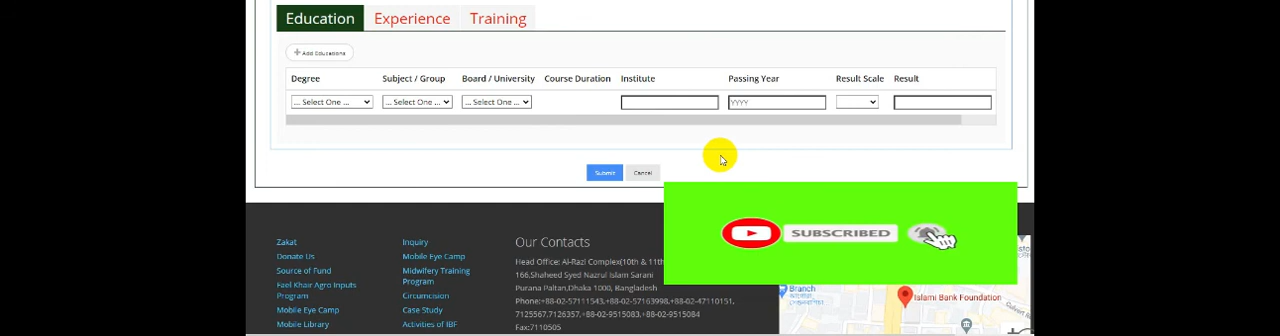 Education Experience Training
+ Add Educations
Degree Subject / Group Board / University Course Duration Institute Passing Year Result Scale Result
... Select One ... ... Select One ... ... Select One ... YYYY
Submit Cancel
SUBSCRIBED
Zakat
Donate Us
Source of Fund
Fael Khair Agro Inputs
Program
Mobile Eye Camp
Mobile Library
Inquiry
Mobile Eye Camp
Midwifery Training
Program
Circumcision
Case Study
Activities of IBF
Our Contacts
Head Office: Al-Razi Complex(10th & 11th
166,Shaheed Syed Nazrul Islam Sarani
Purana Paltan,Dhaka 1000, Bangladesh
Phone:+88-02-57111543,+88-02-57163998,+88-02-47110151,
7125567,7126357,+88-02-9515083,+88-02-9515084
Fax:7110505
Branch
Islami Bank Foundation